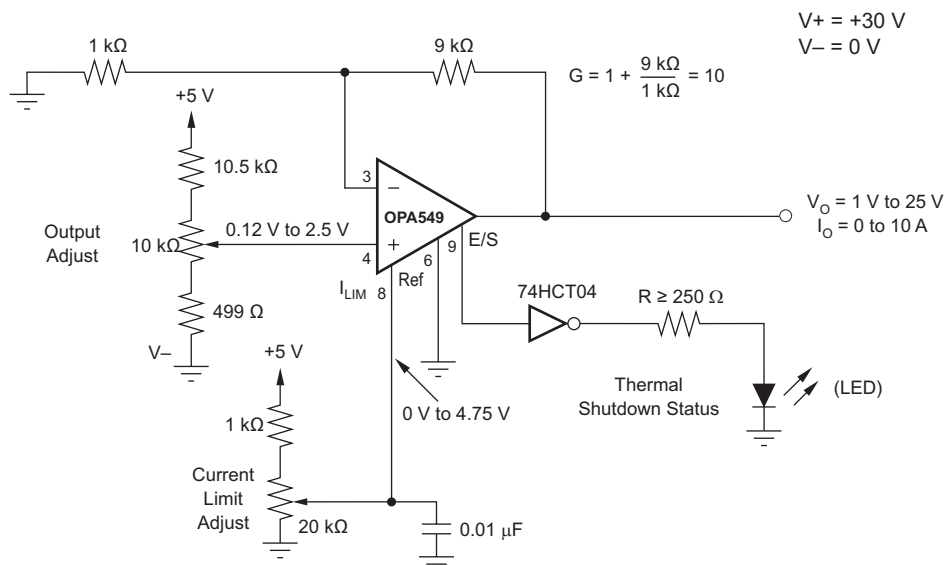 V+ = +30 V
V– = 0 V
1 kΩ
9 kΩ
G = 1 + 9 kΩ / 1 kΩ = 10
+5 V
10.5 kΩ
Output
Adjust
10 kΩ
0.12 V to 2.5 V
499 Ω
V–
3
–
OPA549
+
4
I_LIM
8
Ref
6
9
E/S
V_O = 1 V to 25 V
I_O = 0 to 10 A
74HCT04
R ≥ 250 Ω
Thermal
Shutdown Status
(LED)
0 V to 4.75 V
+5 V
1 kΩ
Current
Limit
Adjust
20 kΩ
0.01 μF